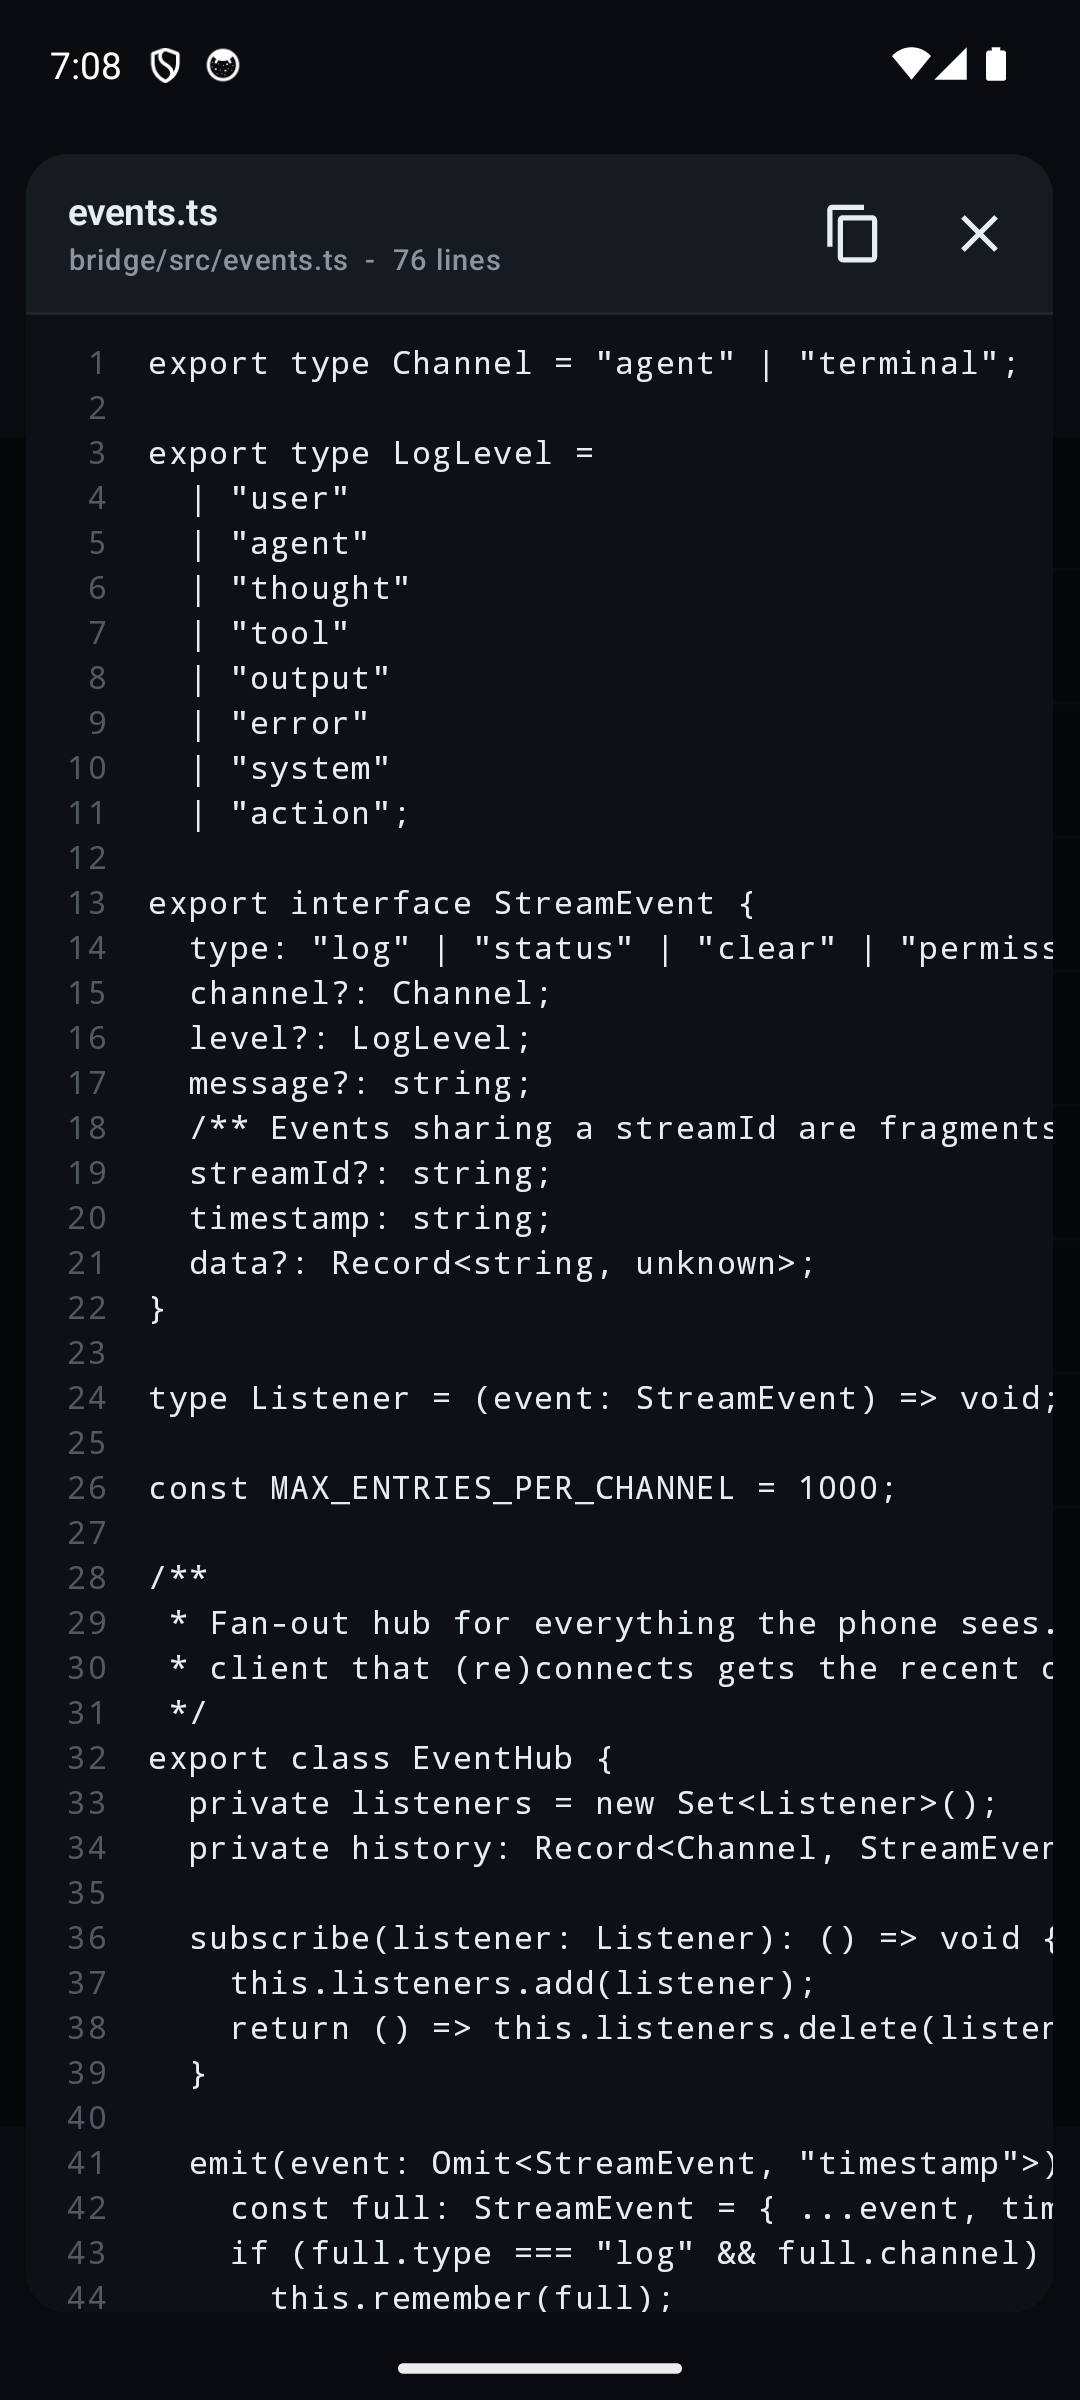 7:08
events.ts
bridge/src/events.ts - 76 lines
1 export type Channel = "agent" | "terminal";
2
3 export type LogLevel =
4   | "user"
5   | "agent"
6   | "thought"
7   | "tool"
8   | "output"
9   | "error"
10   | "system"
11   | "action";
12
13 export interface StreamEvent {
14   type: "log" | "status" | "clear" | "permiss
15   channel?: Channel;
16   level?: LogLevel;
17   message?: string;
18   /** Events sharing a streamId are fragments
19   streamId?: string;
20   timestamp: string;
21   data?: Record<string, unknown>;
22 }
23
24 type Listener = (event: StreamEvent) => void;
25
26 const MAX_ENTRIES_PER_CHANNEL = 1000;
27
28 /**
29  * Fan-out hub for everything the phone sees.
30  * client that (re)connects gets the recent
31  */
32 export class EventHub {
33   private listeners = new Set<Listener>();
34   private history: Record<Channel, StreamEven
35
36   subscribe(listener: Listener): () => void {
37     this.listeners.add(listener);
38     return () => this.listeners.delete(listen
39   }
40
41   emit(event: Omit<StreamEvent, "timestamp">)
42     const full: StreamEvent = { ...event, tim
43     if (full.type === "log" && full.channel)
44       this.remember(full);